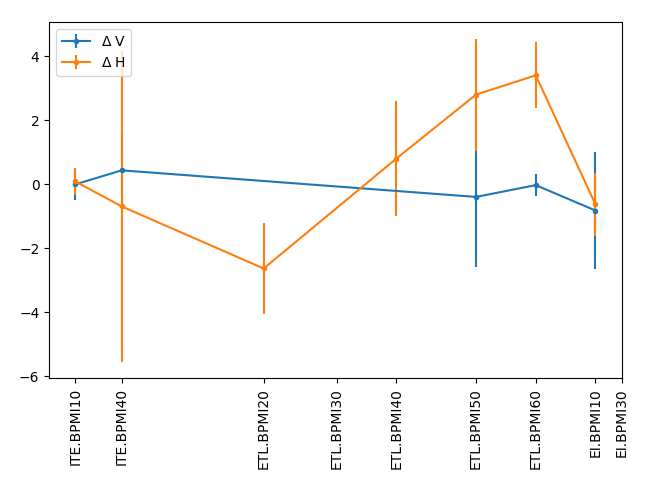 Δ V
Δ H
4
2
0
−2
−4
−6
ITE.BPMI10
ITE.BPMI40
ETL.BPMI20
ETL.BPMI30
ETL.BPMI40
ETL.BPMI50
ETL.BPMI60
EI.BPMI10
EI.BPMI30